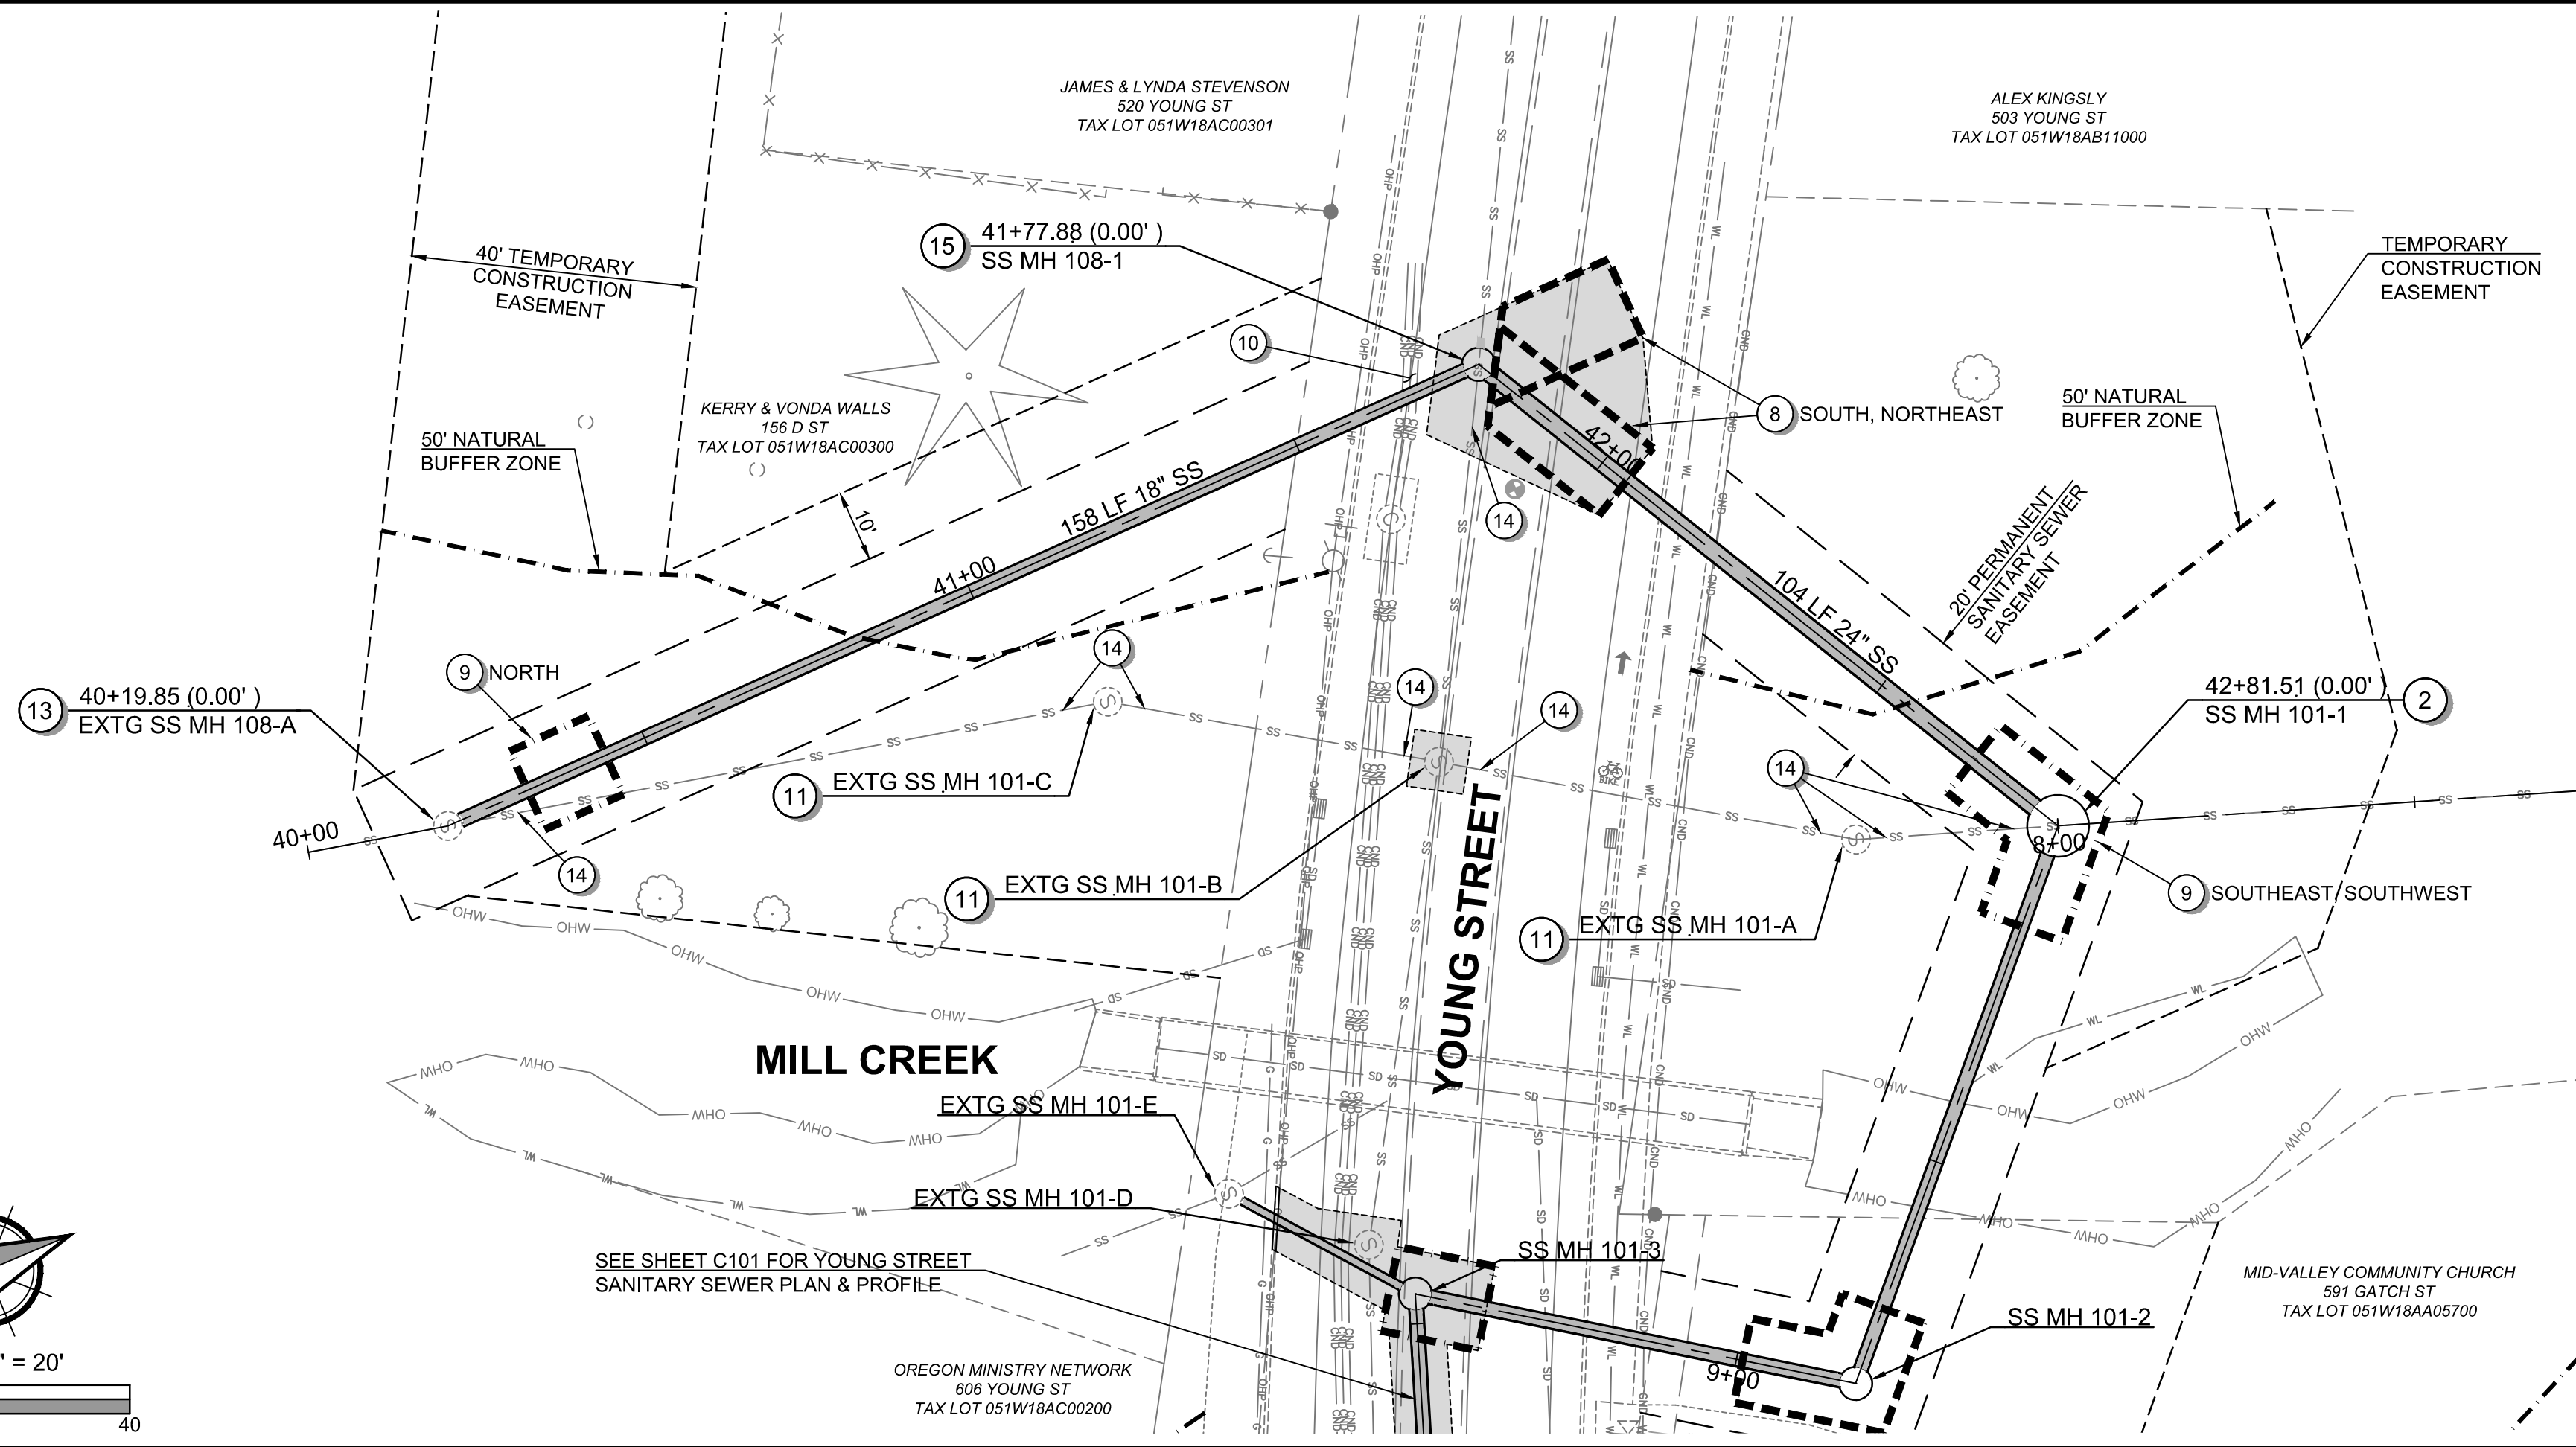 JAMES & LYNDA STEVENSON
520 YOUNG ST
TAX LOT 051W18AC00301
ALEX KINGSLY
503 YOUNG ST
TAX LOT 051W18AB11000
40' TEMPORARY
CONSTRUCTION
EASEMENT
15
41+77.88 (0.00' )
SS MH 108-1
TEMPORARY
CONSTRUCTION
EASEMENT
10
KERRY & VONDA WALLS
156 D ST
TAX LOT 051W18AC00300
8 SOUTH, NORTHEAST
50' NATURAL
BUFFER ZONE
50' NATURAL
BUFFER ZONE
10'
158 LF 18" SS
41+00
42+00
14
104 LF 24" SS
20' PERMANENT
SANITARY SEWER
EASEMENT
9 NORTH
14
14
14
13
40+19.85 (0.00' )
EXTG SS MH 108-A
42+81.51 (0.00' )
SS MH 101-1
2
11
EXTG SS MH 101-C
14
40+00
8+00
14
11
EXTG SS MH 101-B
9 SOUTHEAST/SOUTHWEST
11
EXTG SS MH 101-A
YOUNG STREET
BIKE
MILL CREEK
EXTG SS MH 101-E
EXTG SS MH 101-D
SEE SHEET C101 FOR YOUNG STREET
SANITARY SEWER PLAN & PROFILE
SS MH 101-3
SS MH 101-2
9+00
MID-VALLEY COMMUNITY CHURCH
591 GATCH ST
TAX LOT 051W18AA05700
OREGON MINISTRY NETWORK
606 YOUNG ST
TAX LOT 051W18AC00200
' = 20'
40
OHW
OHP
CND
SS
SD
WL
G